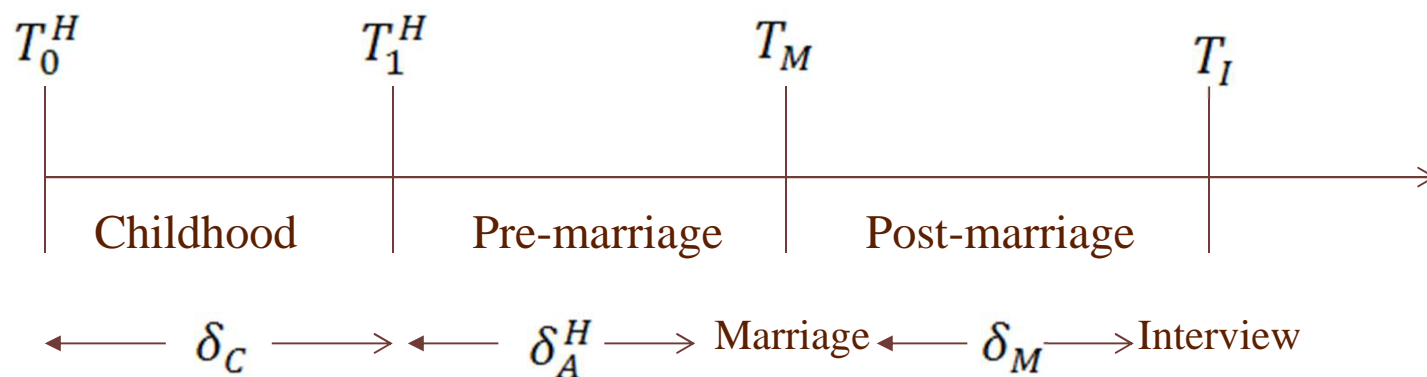 T_0^H T_1^H T_M T_I
Childhood Pre-marriage Post-marriage
δ_C δ_A^H Marriage δ_M Interview